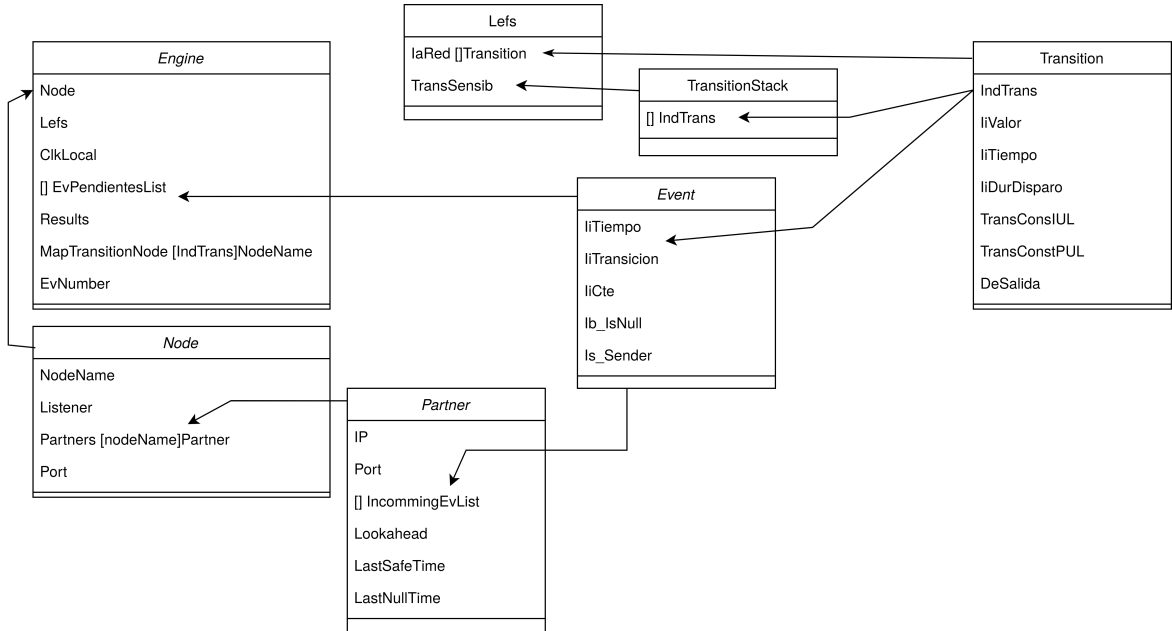 Lefs
IaRed []Transition
TransSensib
Engine
Node
Lefs
ClkLocal
[] EvPendientesList
Results
MapTransitionNode [IndTrans]NodeName
EvNumber
TransitionStack
[] IndTrans
Transition
IndTrans
IiValor
IiTiempo
IiDurDisparo
TransConsIUL
TransConstPUL
DeSalida
Event
IiTiempo
IiTransicion
IiCte
Ib_IsNull
Is_Sender
Node
NodeName
Listener
Partners [nodeName]Partner
Port
Partner
IP
Port
[] IncommingEvList
Lookahead
LastSafeTime
LastNullTime